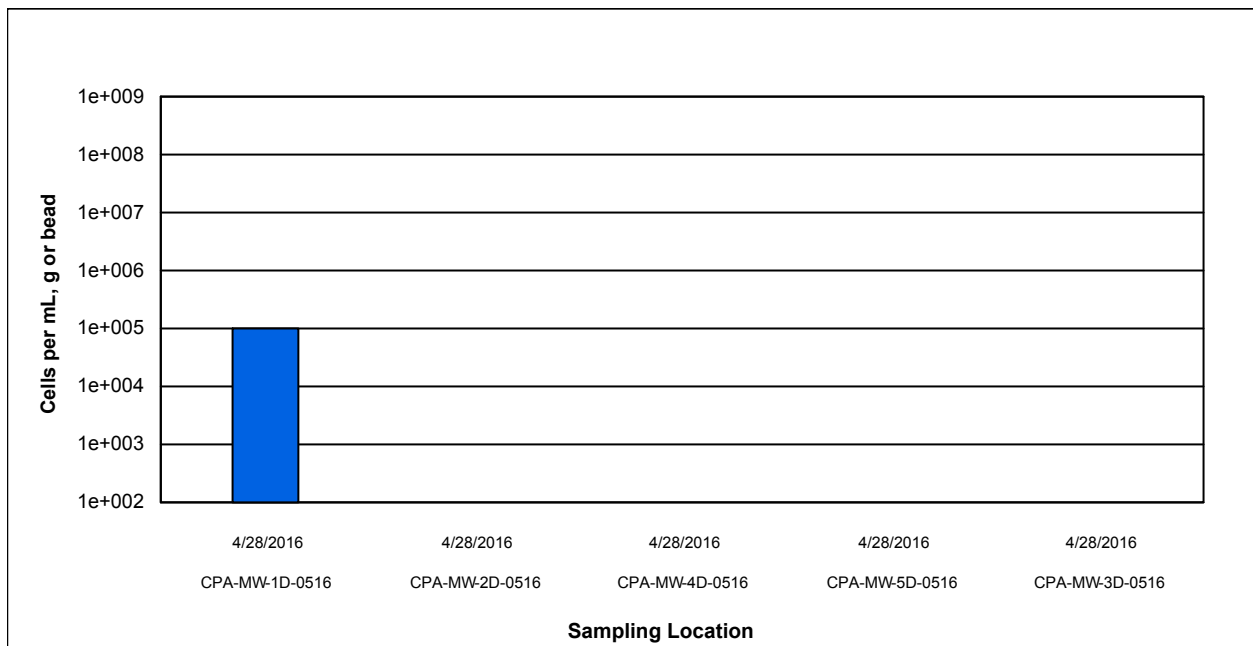 1e+009
1e+008
1e+007
1e+006
1e+005
1e+004
1e+003
1e+002
Cells per mL, g or bead
4/28/2016 4/28/2016 4/28/2016 4/28/2016 4/28/2016
CPA-MW-1D-0516 CPA-MW-2D-0516 CPA-MW-4D-0516 CPA-MW-5D-0516 CPA-MW-3D-0516
Sampling Location